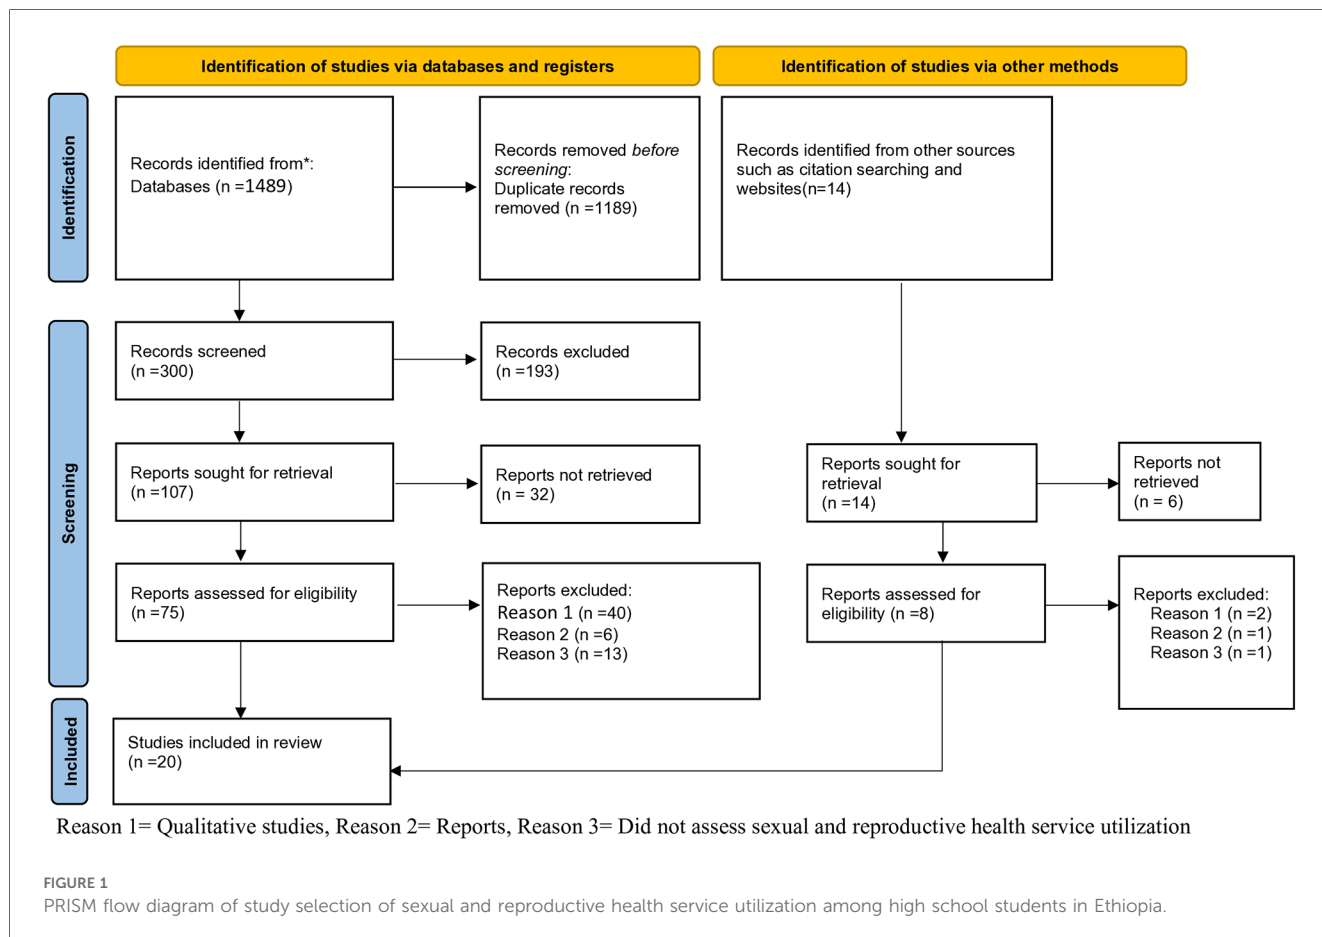 Identification of studies via databases and registers
Identification of studies via other methods
Identification
Records identified from*:
Databases (n =1489)
Records removed before
screening:
Duplicate records
removed (n =1189)
Records identified from other sources
such as citation searching and
websites(n=14)
Screening
Records screened
(n =300)
Records excluded
(n =193)
Reports sought for retrieval
(n =107)
Reports not retrieved
(n = 32)
Reports sought for
retrieval
(n =14)
Reports not
retrieved
(n = 6)
Reports assessed for eligibility
(n =75)
Reports excluded:
Reason 1 (n =40)
Reason 2 (n =6)
Reason 3 (n =13)
Reports assessed for
eligibility (n =8)
Reports excluded:
Reason 1 (n =2)
Reason 2 (n =1)
Reason 3 (n =1)
Included
Studies included in review
(n =20)
Reason 1= Qualitative studies, Reason 2= Reports, Reason 3= Did not assess sexual and reproductive health service utilization
FIGURE 1
PRISM flow diagram of study selection of sexual and reproductive health service utilization among high school students in Ethiopia.